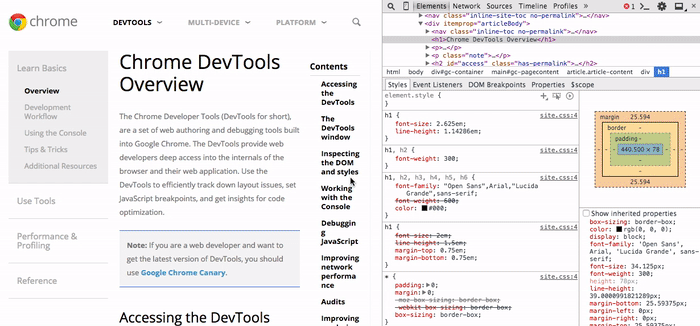 chrome
DEVTOOLS
MULTI-DEVICE
PLATFORM
Learn Basics
Overview
Development
Workflow
Using the Console
Tips & Tricks
Additional Resources
Use Tools
Performance &
Profiling
Reference
Chrome DevTools
Overview
The Chrome Developer Tools (DevTools for short),
are a set of web authoring and debugging tools built
into Google Chrome. The DevTools provide web
developers deep access into the internals of the
browser and their web application. Use the
DevTools to efficiently track down layout issues, set
JavaScript breakpoints, and get insights for code
optimization.
Note: If you are a web developer and want to
get the latest version of DevTools, you should
use Google Chrome Canary.
Accessing the DevTools
Contents
Accessing
the
DevTools
The
DevTools
window
Inspecting
the DOM
and styles
Working
with the
Console
Debuggin
g
JavaScript
Improving
network
performa
nce
Audits
Improving
Elements Network Sources Timeline Profiles » 1
<nav class="inline-site-toc no-permalink">…</nav>
<div itemprop="articleBody">
<nav class="inline-toc no-permalink">…</nav>
<h1>Chrome DevTools Overview</h1>
<p>…</p>
<p class="note">…</p>
<h2 id="access" class="has-permalink">…</h2>
html body div#gc-container main#gc-pagecontent article.article-content div h1
Styles Event Listeners DOM Breakpoints Properties $scope
element.style {
}
h1 { site.css:4
font-size: 2.625em;
line-height: 1.14286em;
}
h1, h2 { site.css:4
font-weight: 300;
}
h1, h2, h3, h4, h5, h6 { site.css:4
font-family: "Open Sans",Arial,"Lucida
Grande",sans-serif;
font-weight: 600;
color: #000;
}
h1 { site.css:4
font-size: 2em;
line-height: 1.5em;
margin-top: 0.75em;
margin-bottom: 0.75em;
}
* { site.css:4
padding: 0;
margin: 0;
-moz-box-sizing: border-box;
-webkit-box-sizing: border-box;
box-sizing: border-box;
margin 25.594
border -
padding -
440.500 × 78
25.594
Show inherited properties
box-sizing: border-box;
color: rgb(0, 0, 0);
display: block;
font-family: 'Open Sans',
Arial, 'Lucida Grande', sans-serif;
font-size: 34.125px;
font-weight: 300;
height: 78px;
line-height:
39.0000991821289px;
margin-bottom: 25.59375px;
margin-left: 0px;
margin-right: 0px;
margin-top: 25.59375px;